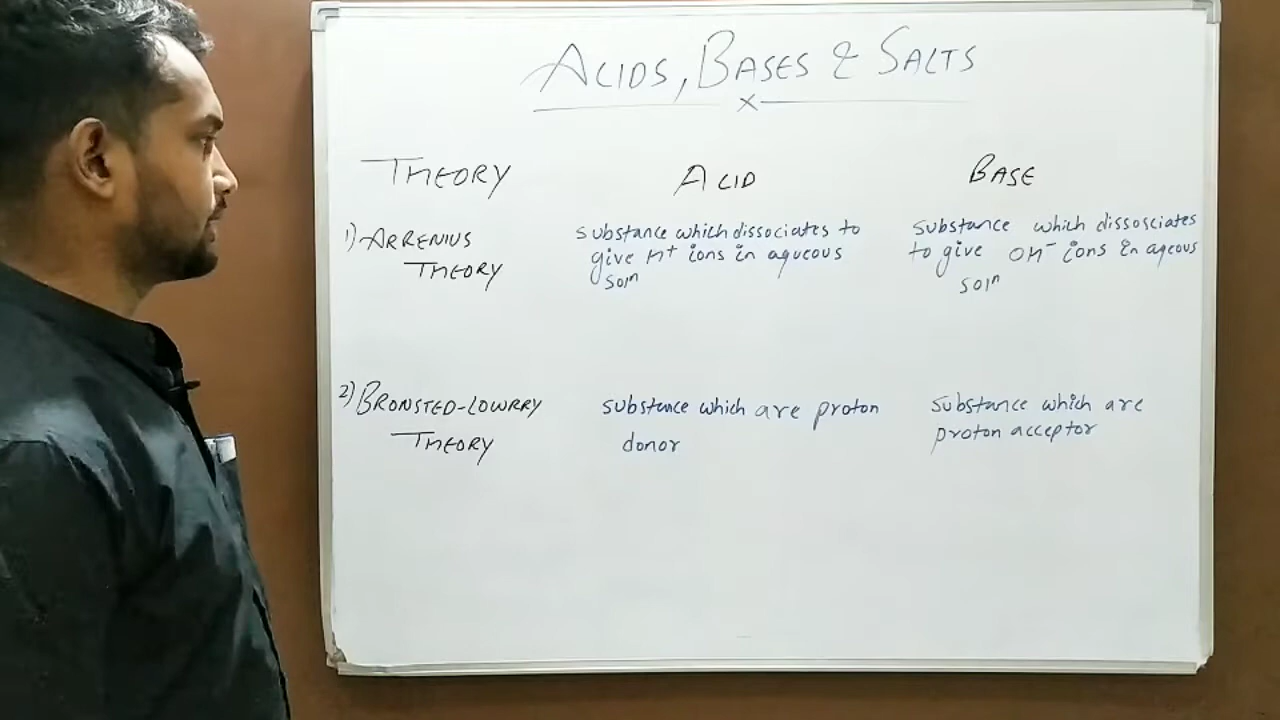 ACIDS, BASES & SALTS
x
THEORY ACID BASE
1) ARRENIUS
THEORY
substance which dissociates to
give H+ ions in aqueous
soln
substance which dissosciates
to give OH- ions in aqeous
soln
2) BRONSTED-LOWRRY
THEORY
substance which are proton
donor
substance which are
proton acceptor